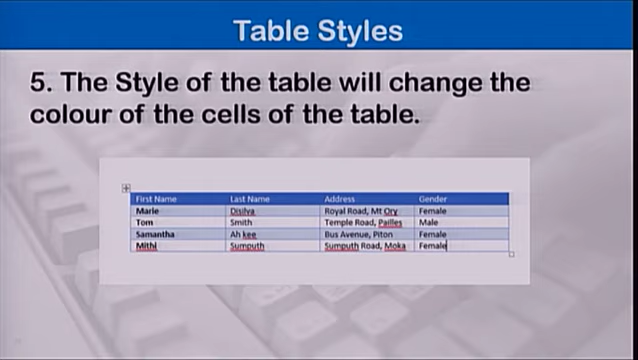 Table Styles
5. The Style of the table will change the
colour of the cells of the table.
First Name Last Name Address Gender
Marie Disilva Royal Road, Mt Ory Female
Tom Smith Temple Road, Pailles Male
Samantha Ah kee Bus Avenue, Piton Female
Mithi Sumputh Sumputh Road, Moka Female